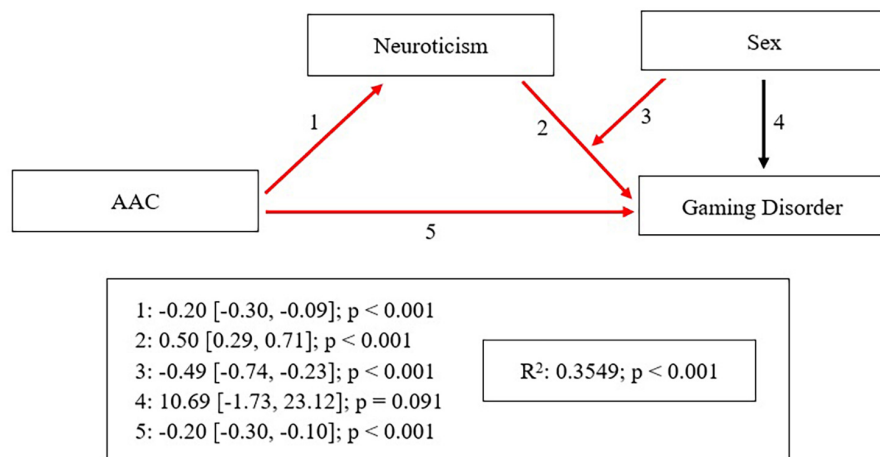 Neuroticism
Sex
1
2
3
4
AAC
Gaming Disorder
5
1: -0.20 [-0.30, -0.09]; p < 0.001
2: 0.50 [0.29, 0.71]; p < 0.001
3: -0.49 [-0.74, -0.23]; p < 0.001
4: 10.69 [-1.73, 23.12]; p = 0.091
5: -0.20 [-0.30, -0.10]; p < 0.001
R²: 0.3549; p < 0.001